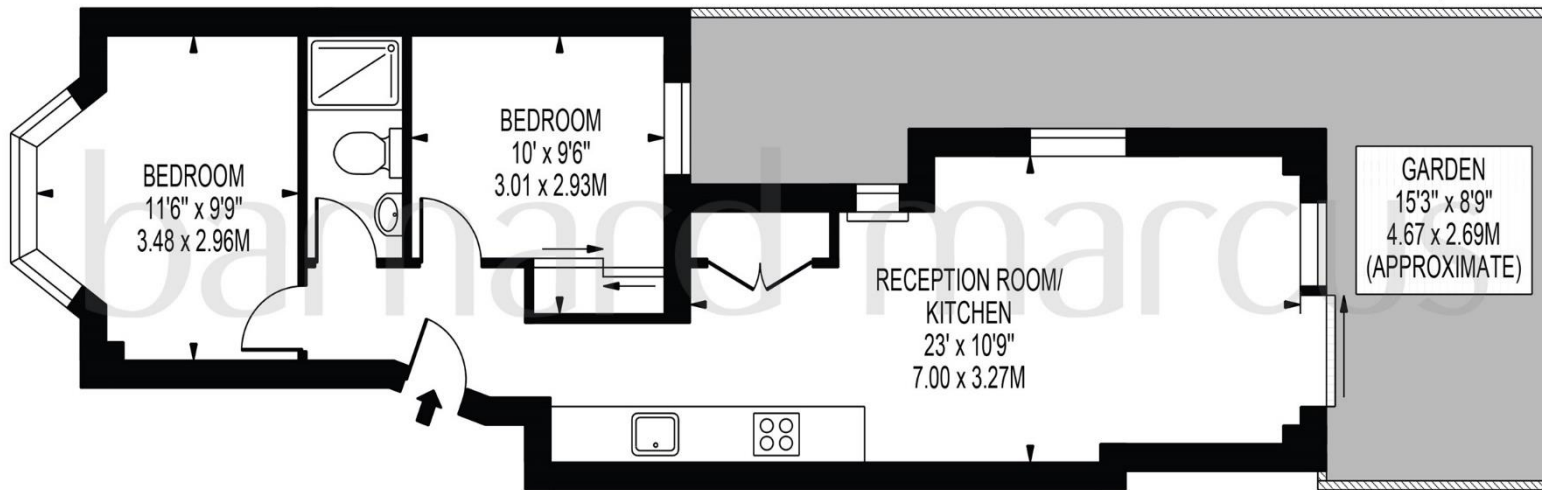 BEDROOM
11'6" x 9'9"
3.48 x 2.96M
BEDROOM
10' x 9'6"
3.01 x 2.93M
RECEPTION ROOM/
KITCHEN
23' x 10'9"
7.00 x 3.27M
GARDEN
15'3" x 8'9"
4.67 x 2.69M
(APPROXIMATE)
barnard marcus